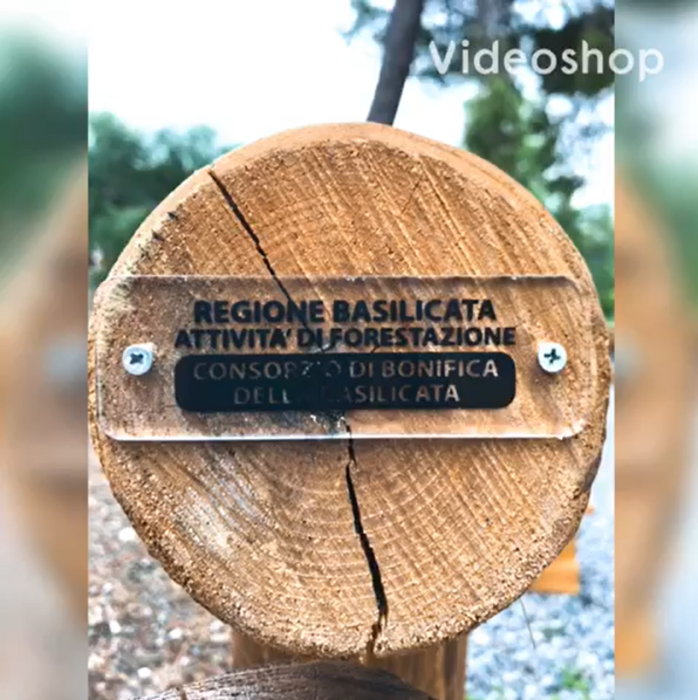 Videoshop
REGIONE BASILICATA
ATTIVITA' DI FORESTAZIONE
CONSORZIO DI BONIFICA
DELLA BASILICATA